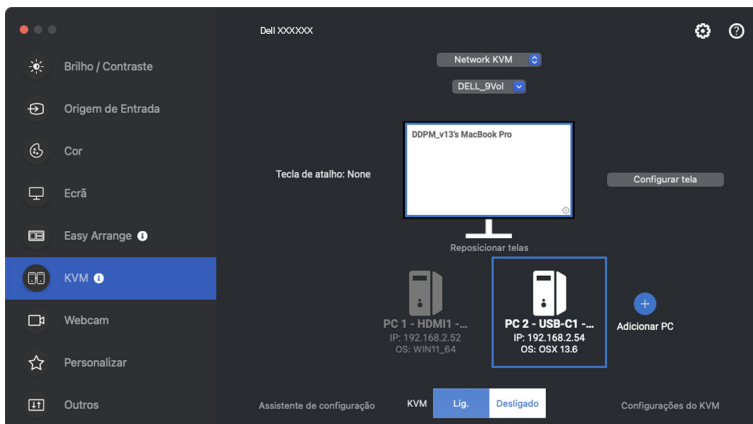 Dell XXXXXX
Brilho / Contraste
Origem de Entrada
Cor
Ecrã
Easy Arrange
KVM
Webcam
Personalizar
Outros
Network KVM
DELL_9Vol
DDPM_v13's MacBook Pro
Tecla de atalho: None
Configurar tela
Reposicionar telas
PC 1 - HDMI1 -...
IP: 192.168.2.52
OS: WIN11_64
PC 2 - USB-C1 -...
IP: 192.168.2.54
OS: OSX 13.6
Adicionar PC
Assistente de configuração
KVM
Lig.
Desligado
Configurações do KVM